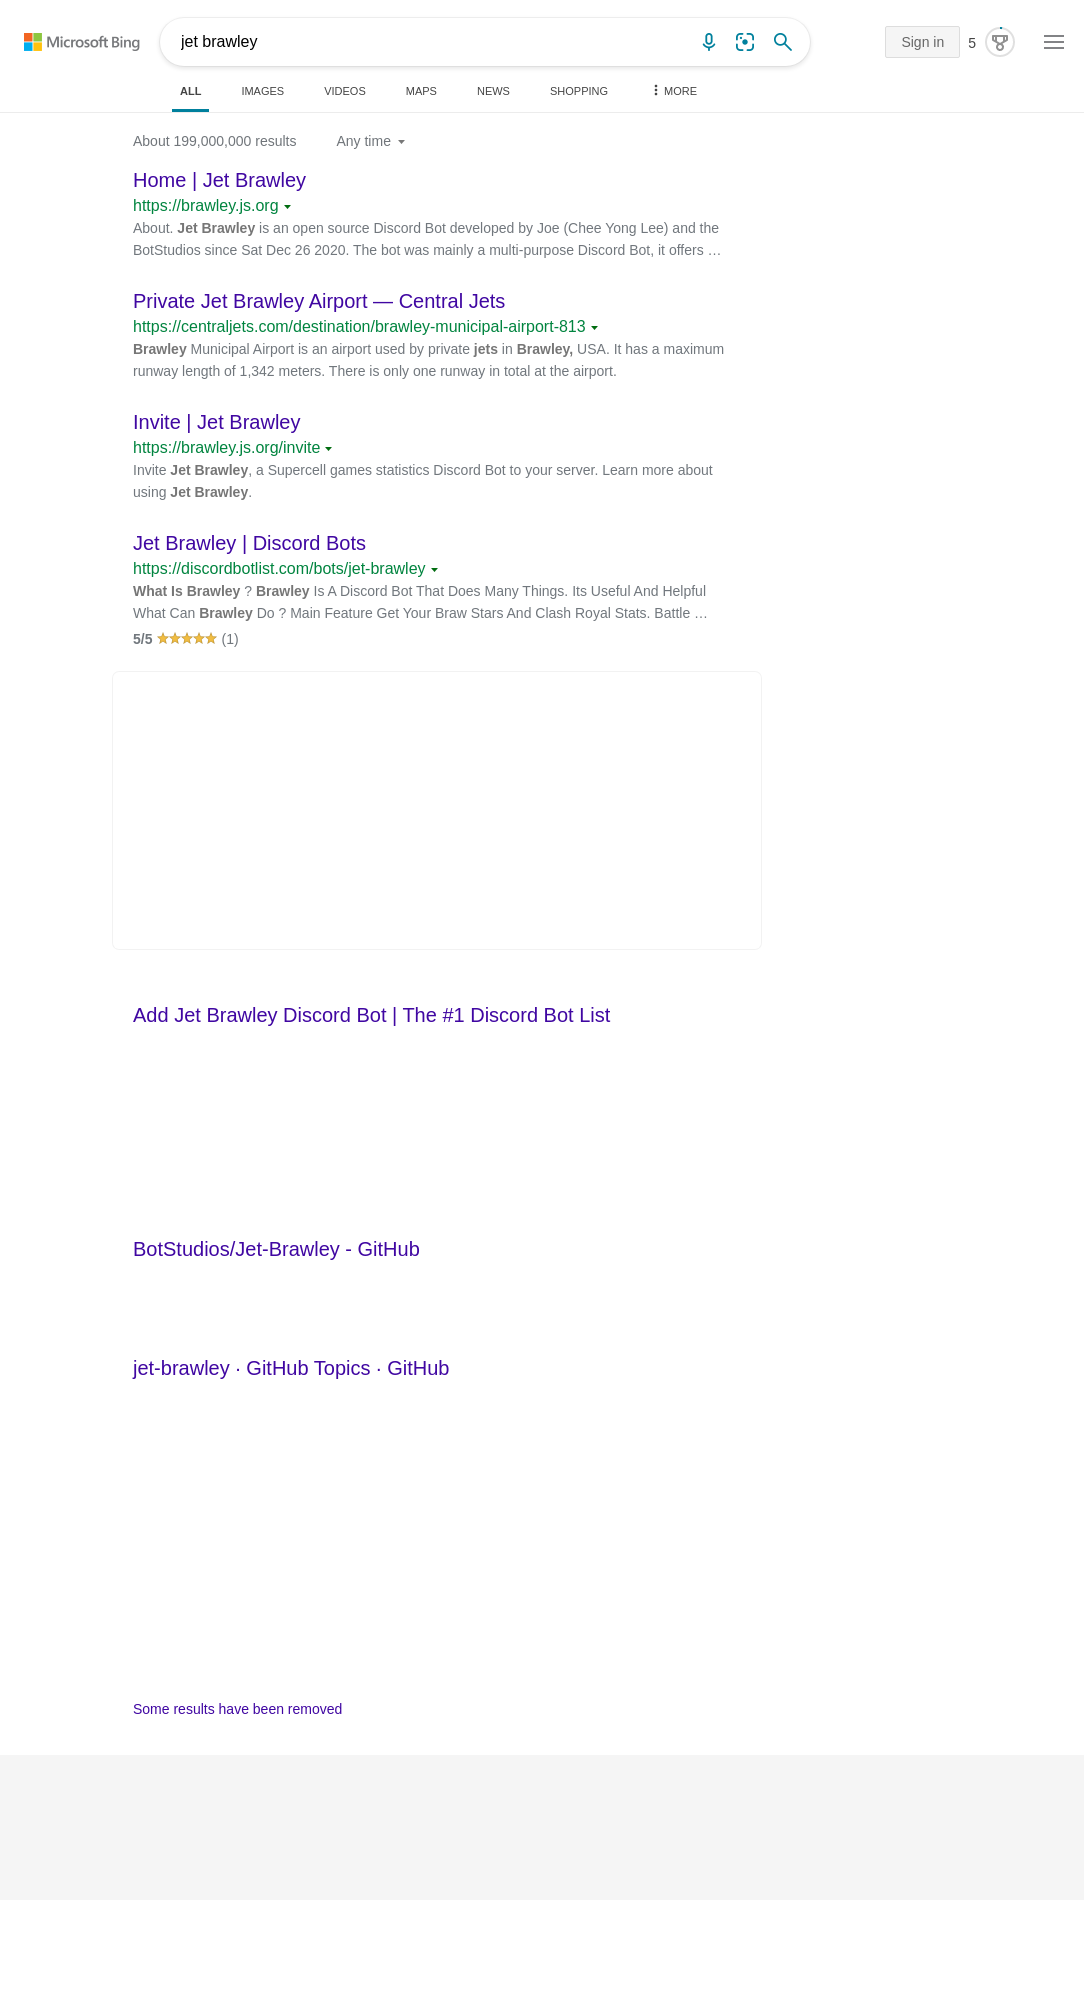 Microsoft Bing
jet brawley
Sign in
5
ALL
IMAGES
VIDEOS
MAPS
NEWS
SHOPPING
MORE
About 199,000,000 results
Any time
Home | Jet Brawley
https://brawley.js.org
About. Jet Brawley is an open source Discord Bot developed by Joe (Chee Yong Lee) and the
BotStudios since Sat Dec 26 2020. The bot was mainly a multi-purpose Discord Bot, it offers …
Private Jet Brawley Airport — Central Jets
https://centraljets.com/destination/brawley-municipal-airport-813
Brawley Municipal Airport is an airport used by private jets in Brawley, USA. It has a maximum
runway length of 1,342 meters. There is only one runway in total at the airport.
Invite | Jet Brawley
https://brawley.js.org/invite
Invite Jet Brawley, a Supercell games statistics Discord Bot to your server. Learn more about
using Jet Brawley.
Jet Brawley | Discord Bots
https://discordbotlist.com/bots/jet-brawley
What Is Brawley ? Brawley Is A Discord Bot That Does Many Things. Its Useful And Helpful
What Can Brawley Do ? Main Feature Get Your Braw Stars And Clash Royal Stats. Battle …
5/5 ★★★★★ (1)
Add Jet Brawley Discord Bot | The #1 Discord Bot List
BotStudios/Jet-Brawley - GitHub
jet-brawley · GitHub Topics · GitHub
Some results have been removed